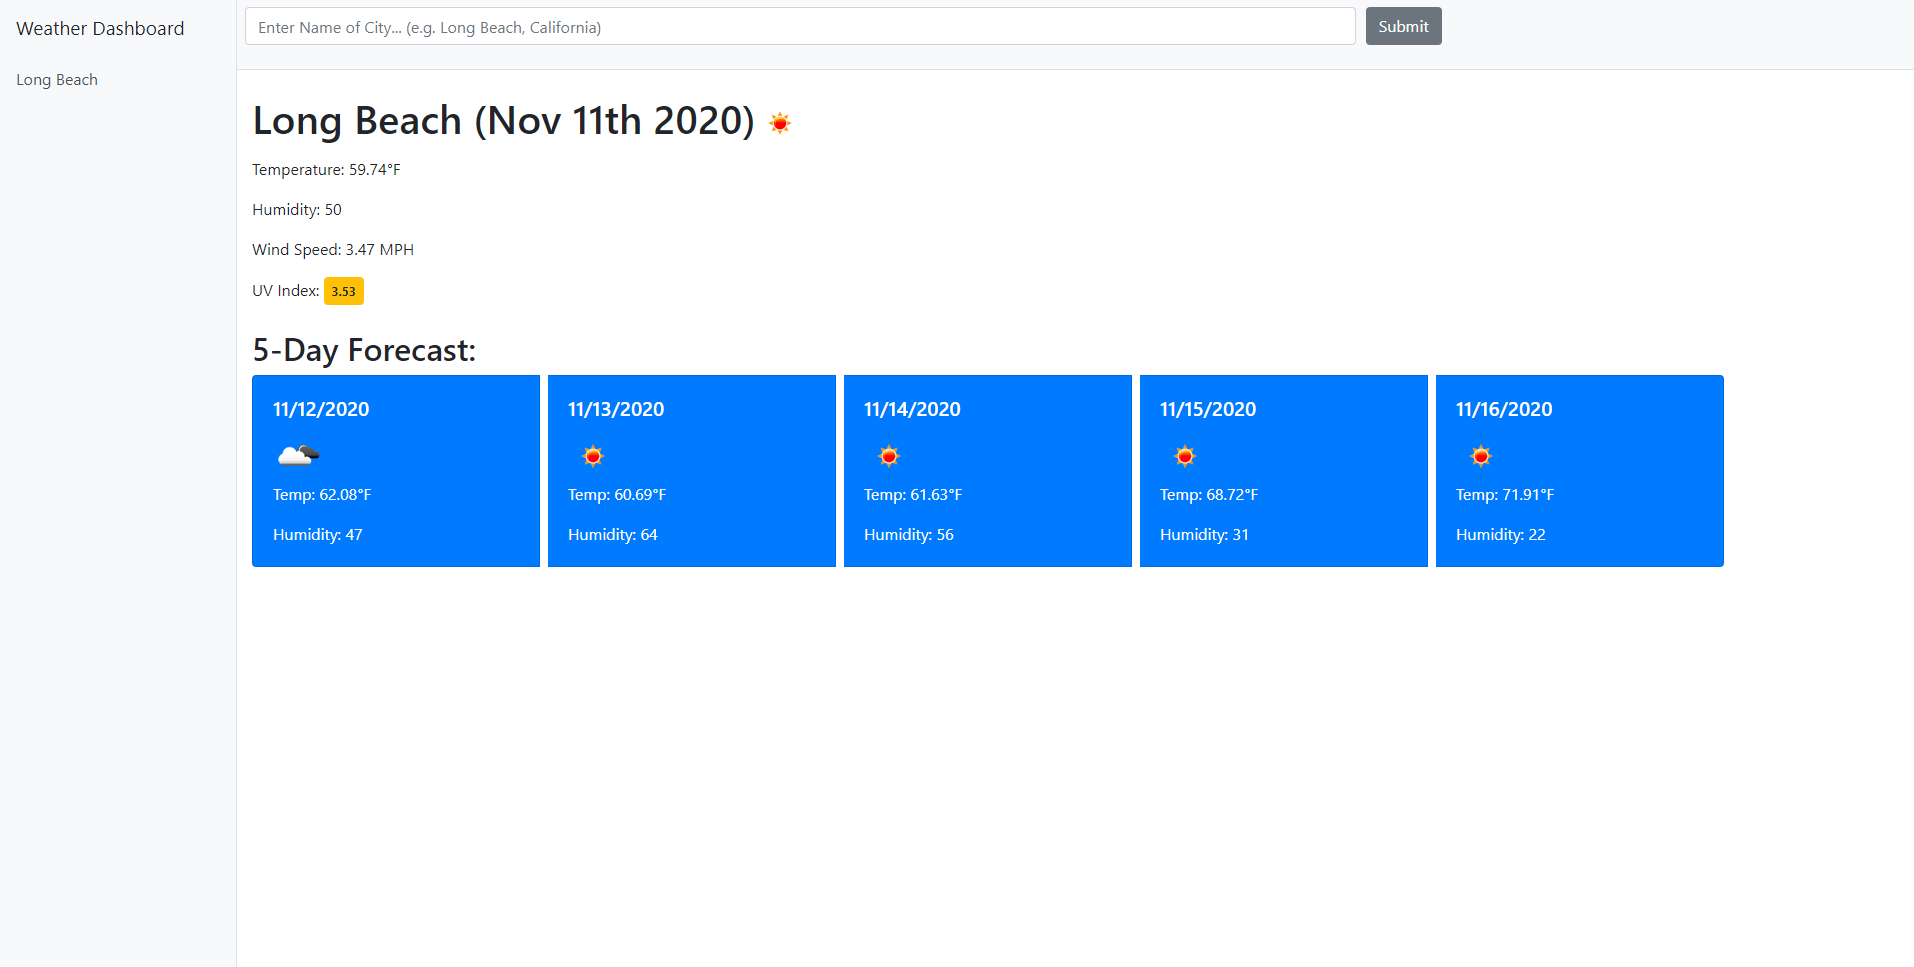 Weather Dashboard
Enter Name of City... (e.g. Long Beach, California)
Submit
Long Beach
Long Beach (Nov 11th 2020)
Temperature: 59.74°F
Humidity: 50
Wind Speed: 3.47 MPH
UV Index: 3.53
5-Day Forecast:
11/12/2020
Temp: 62.08°F
Humidity: 47
11/13/2020
Temp: 60.69°F
Humidity: 64
11/14/2020
Temp: 61.63°F
Humidity: 56
11/15/2020
Temp: 68.72°F
Humidity: 31
11/16/2020
Temp: 71.91°F
Humidity: 22